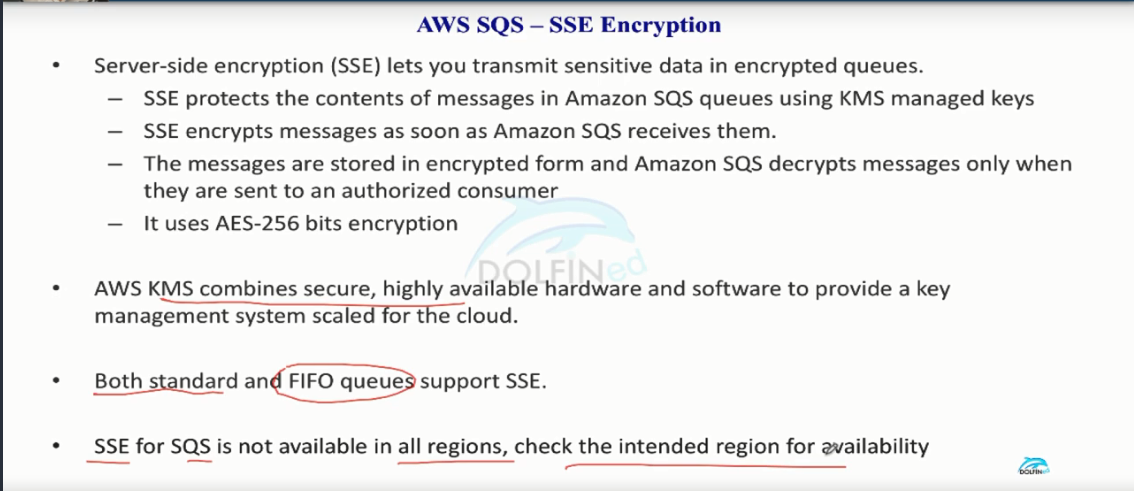 AWS SQS – SSE Encryption
• Server-side encryption (SSE) lets you transmit sensitive data in encrypted queues.
– SSE protects the contents of messages in Amazon SQS queues using KMS managed keys
– SSE encrypts messages as soon as Amazon SQS receives them.
– The messages are stored in encrypted form and Amazon SQS decrypts messages only when
they are sent to an authorized consumer
– It uses AES-256 bits encryption
DOLFINed
• AWS KMS combines secure, highly available hardware and software to provide a key
management system scaled for the cloud.
• Both standard and FIFO queues support SSE.
• SSE for SQS is not available in all regions, check the intended region for availability
DOLFINed